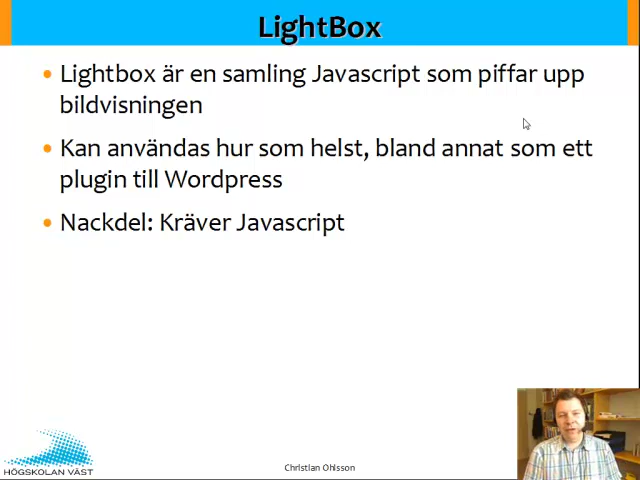 LightBox
Lightbox är en samling Javascript som piffar upp
bildvisningen
Kan användas hur som helst, bland annat som ett
plugin till Wordpress
Nackdel: Kräver Javascript
HÖGSKOLAN VÄST
Christian Ohlsson